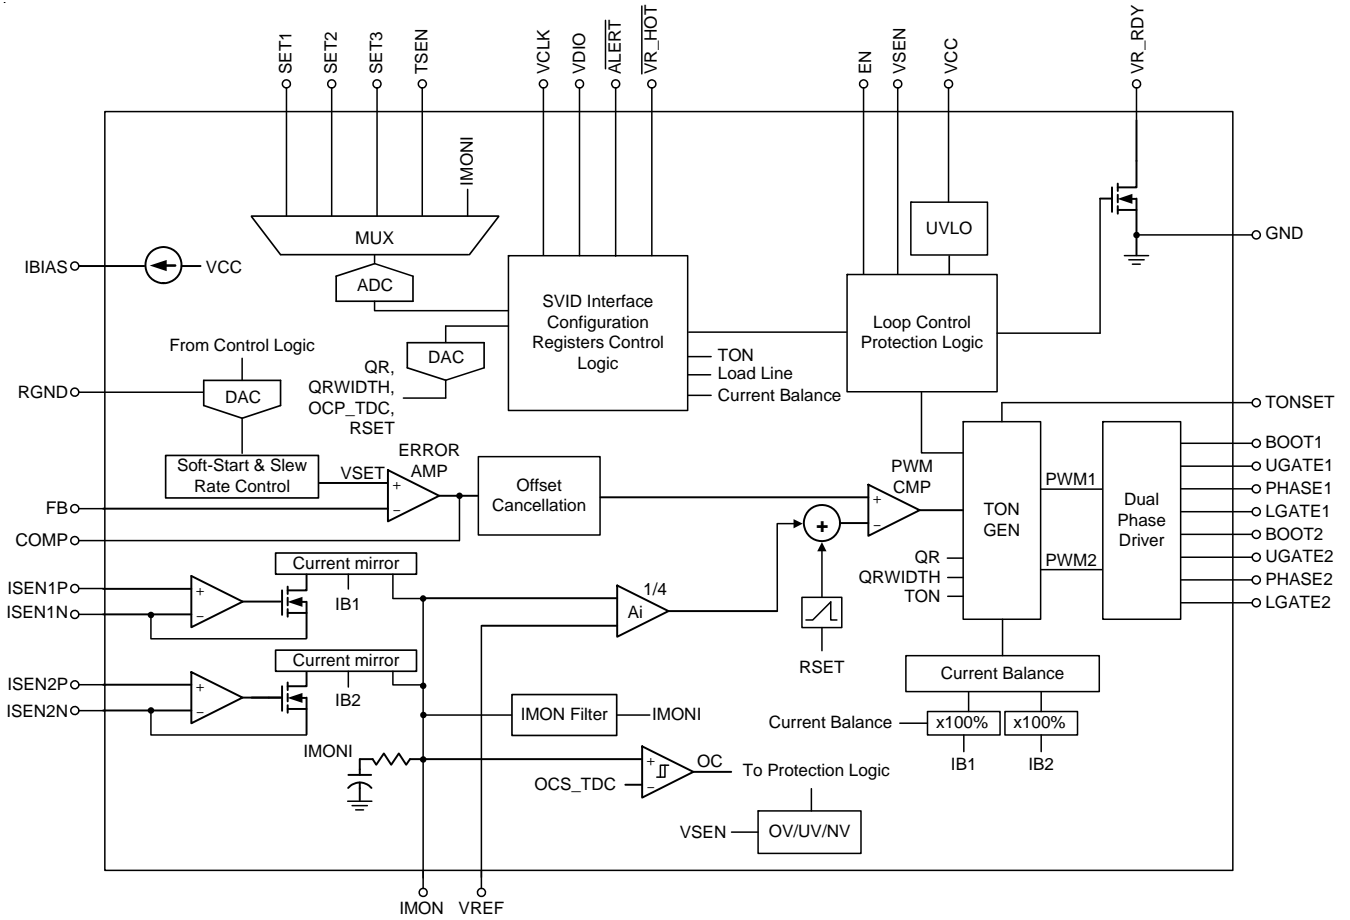 SET1
SET2
SET3
TSEN
VCLK
VDIO
ALERT
VR_HOT
EN
VSEN
VCC
VR_RDY
IMONI
MUX
UVLO
GND
IBIAS
VCC
ADC
SVID Interface
Configuration
Registers Control
Logic
Loop Control
Protection Logic
From Control Logic
DAC
QR,
QRWIDTH,
OCP_TDC,
RSET
TON
Load Line
Current Balance
RGND
DAC
TONSET
Soft-Start & Slew
Rate Control
VSET
ERROR
AMP
+
−
Offset
Cancellation
PWM
CMP
+
−
+
TON
GEN
PWM1
PWM2
Dual
Phase
Driver
BOOT1
UGATE1
PHASE1
LGATE1
BOOT2
UGATE2
PHASE2
LGATE2
FB
COMP
QR
QRWIDTH
TON
ISEN1P
ISEN1N
+
−
Current mirror
IB1
1/4
Ai
RSET
ISEN2P
ISEN2N
+
−
Current mirror
IB2
Current Balance
Current Balance
x100%
x100%
IB1
IB2
IMON Filter
IMONI
IMONI
OCS_TDC
+
−
OC
To Protection Logic
VSEN
OV/UV/NV
IMON
VREF